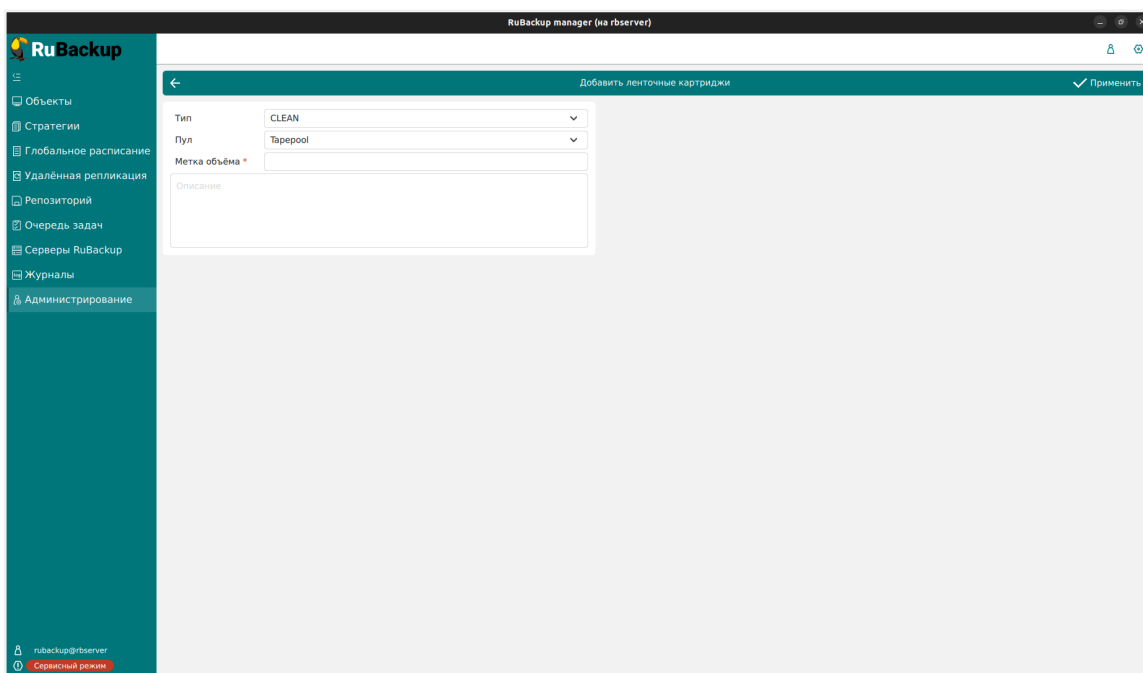 RuBackup manager (на rbserver)
RuBackup
Добавить ленточные картриджи
Применить
Объекты
Стратегии
Глобальное расписание
Удалённая репликация
Репозиторий
Очередь задач
Серверы RuBackup
Журналы
Администрирование
Тип
CLEAN
Пул
Tapepool
Метка объёма *
Описание
rubackup@rbserver
Сервисный режим